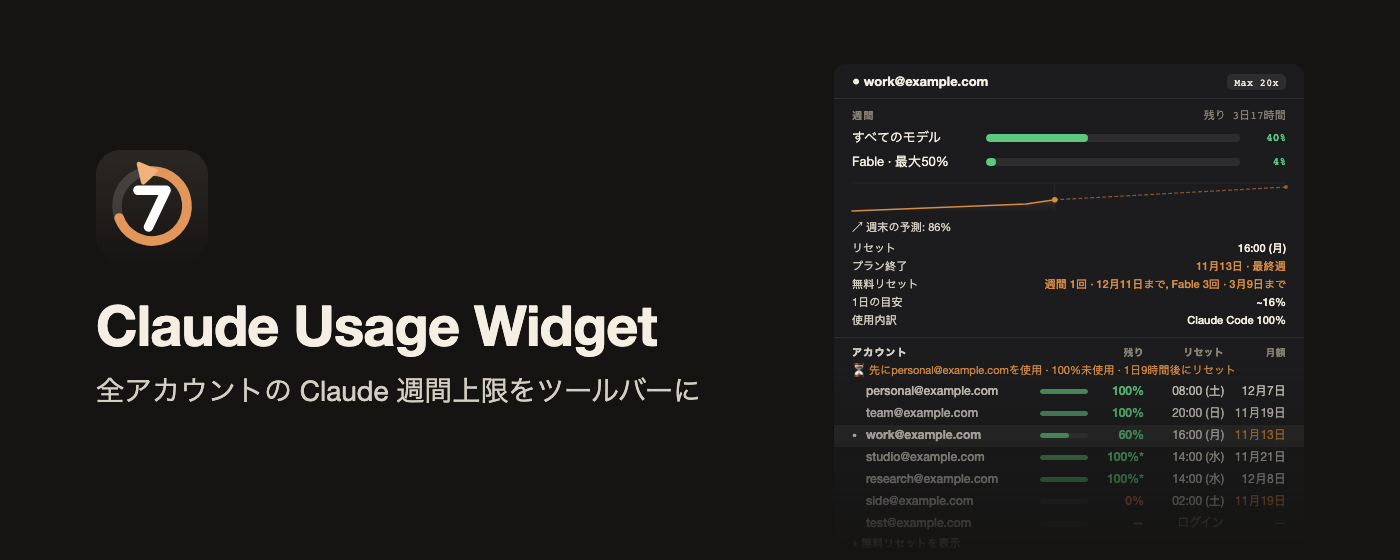 7
Claude Usage Widget
全アカウントの Claude 週間上限をツールバーに
work@example.com Max 20x
週間 残り 3日17時間
すべてのモデル 40%
Fable · 最大50% 4%
↗ 週末の予測: 86%
リセット 16:00 (月)
プラン終了 11月13日 · 最終週
無料リセット 週間 1回 · 12月11日まで, Fable 3回 · 3月9日まで
1日の目安 ~16%
使用内訳 Claude Code 100%
アカウント 残り リセット 月額
⏳ 先にpersonal@example.comを使用 · 100%未使用 · 1日9時間後にリセット
personal@example.com 100% 08:00 (土) 12月7日
team@example.com 100% 20:00 (日) 11月19日
work@example.com 60% 16:00 (月) 11月13日
studio@example.com 100%* 14:00 (水) 11月21日
research@example.com 100%* 14:00 (水) 12月8日
side@example.com 0% 02:00 (土) 11月19日
test@example.com — ログイン —
無料リセットを表示